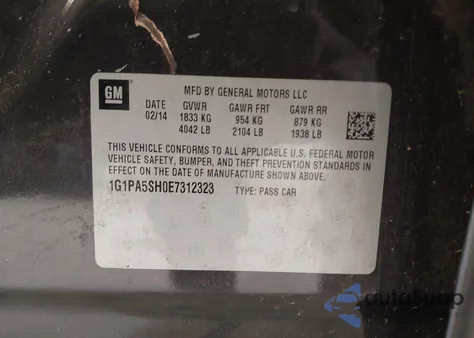 GM
MFD BY GENERAL MOTORS LLC
DATE GVWR GAWR FRT GAWR RR
02/14 1833 KG 954 KG 879 KG
4042 LB 2104 LB 1938 LB
THIS VEHICLE CONFORMS TO ALL APPLICABLE U.S. FEDERAL MOTOR
VEHICLE SAFETY, BUMPER, AND THEFT PREVENTION STANDARDS IN
EFFECT ON THE DATE OF MANUFACTURE SHOWN ABOVE.
1G1PA5SH0E7312323 TYPE: PASS CAR